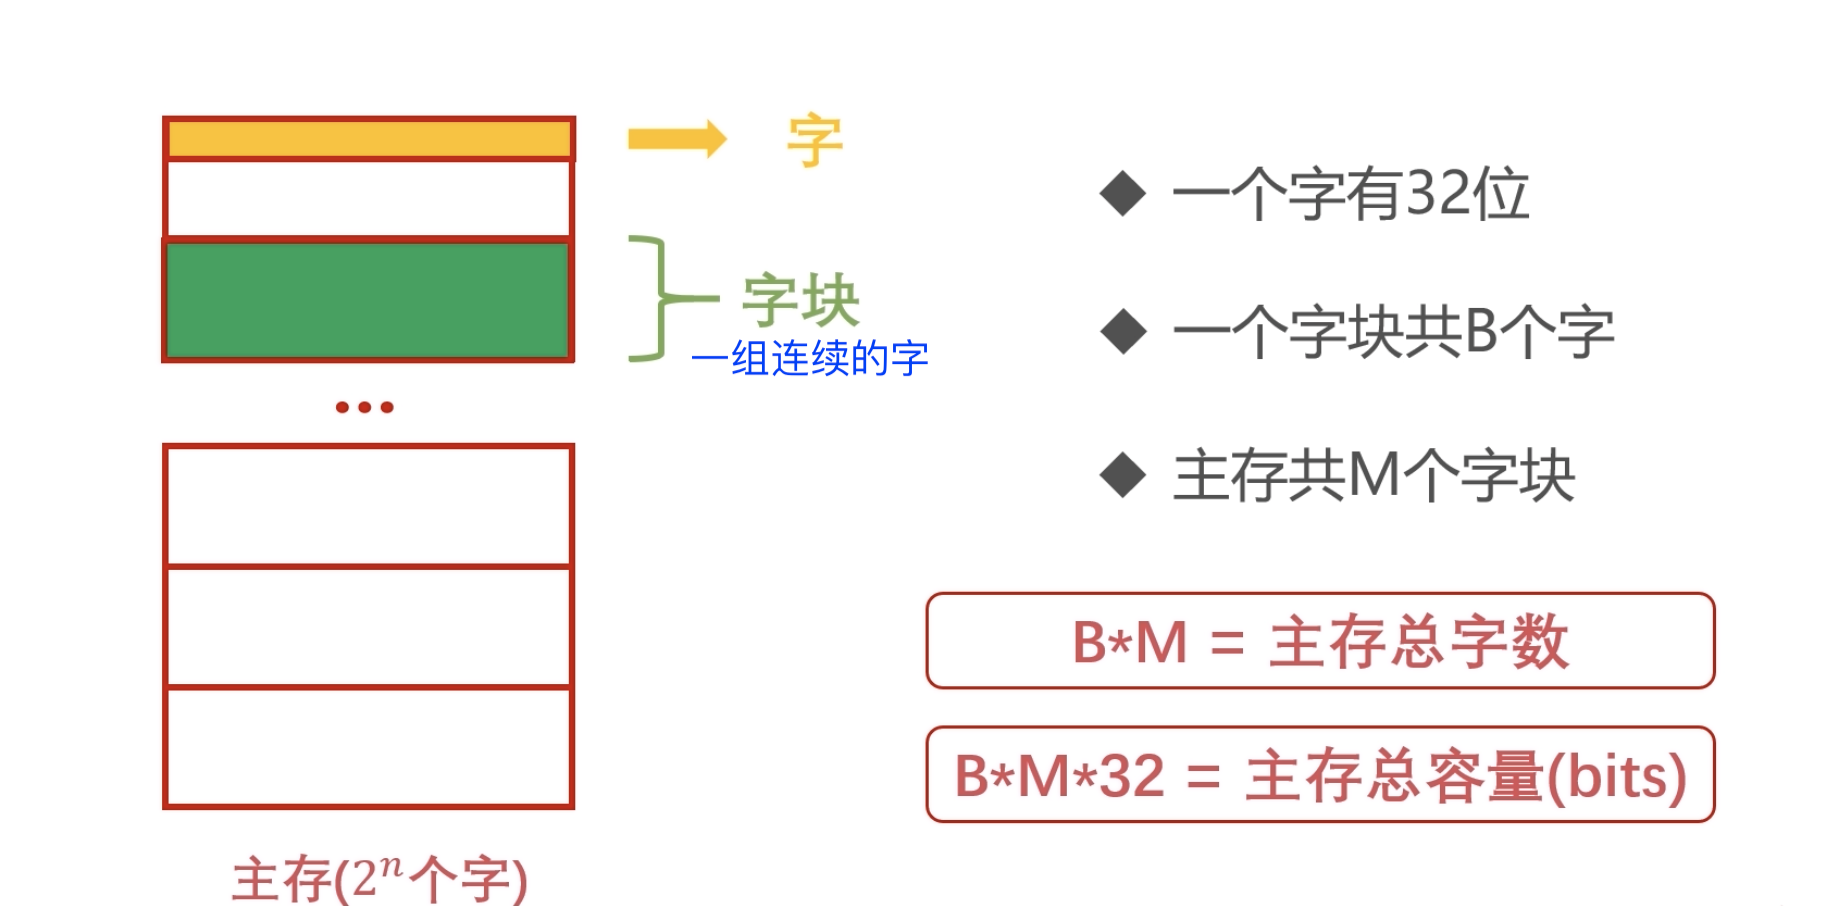 字
字块
一组连续的字
•••
主存(2ⁿ个字)
◆ 一个字有32位
◆ 一个字块共B个字
◆ 主存共M个字块
B*M = 主存总字数
B*M*32 = 主存总容量(bits)